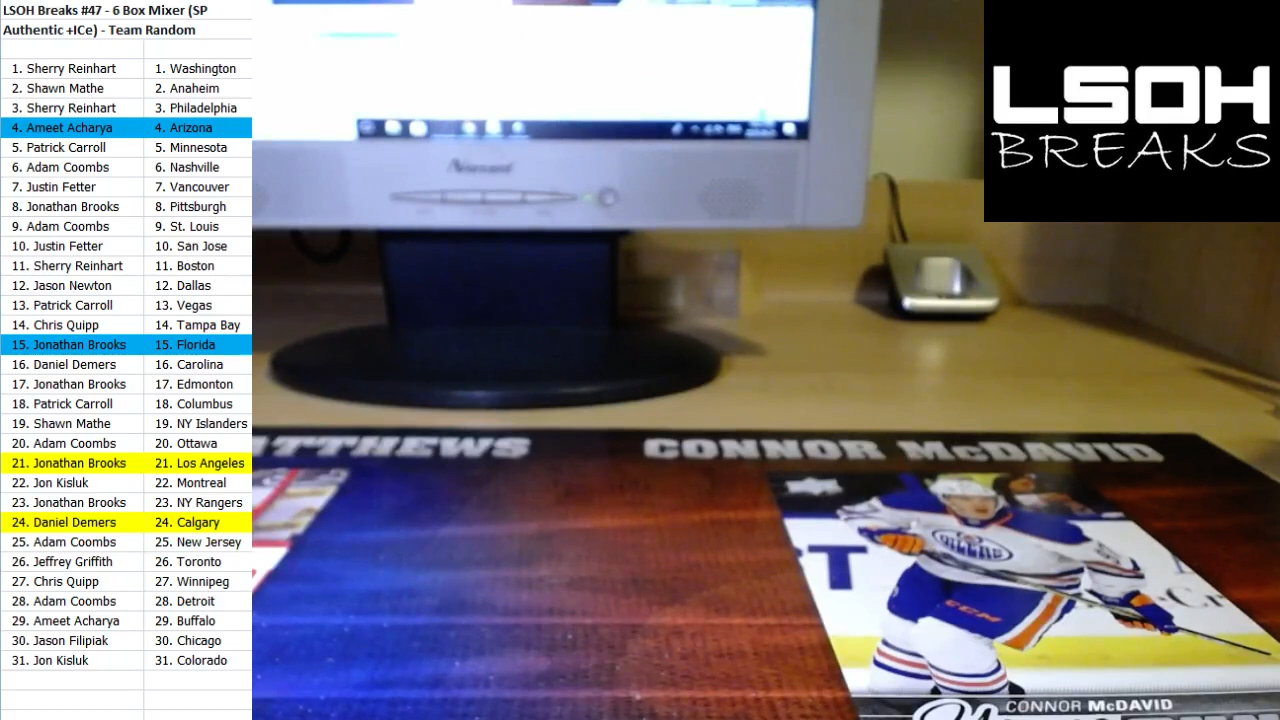 LSOH Breaks #47 - 6 Box Mixer (SP
Authentic +ICe) - Team Random
1. Sherry Reinhart 1. Washington
2. Shawn Mathe 2. Anaheim
3. Sherry Reinhart 3. Philadelphia
4. Ameet Acharya 4. Arizona
5. Patrick Carroll 5. Minnesota
6. Adam Coombs 6. Nashville
7. Justin Fetter 7. Vancouver
8. Jonathan Brooks 8. Pittsburgh
9. Adam Coombs 9. St. Louis
10. Justin Fetter 10. San Jose
11. Sherry Reinhart 11. Boston
12. Jason Newton 12. Dallas
13. Patrick Carroll 13. Vegas
14. Chris Quipp 14. Tampa Bay
15. Jonathan Brooks 15. Florida
16. Daniel Demers 16. Carolina
17. Jonathan Brooks 17. Edmonton
18. Patrick Carroll 18. Columbus
19. Shawn Mathe 19. NY Islanders
20. Adam Coombs 20. Ottawa
21. Jonathan Brooks 21. Los Angeles
22. Jon Kisluk 22. Montreal
23. Jonathan Brooks 23. NY Rangers
24. Daniel Demers 24. Calgary
25. Adam Coombs 25. New Jersey
26. Jeffrey Griffith 26. Toronto
27. Chris Quipp 27. Winnipeg
28. Adam Coombs 28. Detroit
29. Ameet Acharya 29. Buffalo
30. Jason Filipiak 30. Chicago
31. Jon Kisluk 31. Colorado
LSOH
BREAKS
TTHEWS CONNOR McDAVID
OILERS
CCM
CONNOR McDAVID